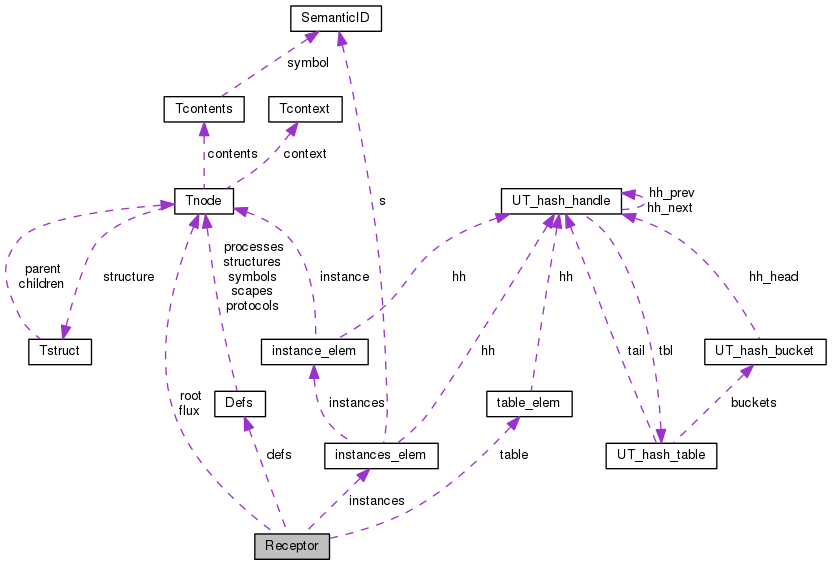 SemanticID
symbol
Tcontents
Tcontext
contents
context
Tnode
UT_hash_handle
hh_prev
hh_next
s
processes
structures
symbols
scapes
protocols
parent
children
structure
instance
hh
hh
hh_head
Tstruct
instance_elem
hh
tail
tbl
UT_hash_bucket
root
flux
Defs
instances
table_elem
buckets
defs
instances_elem
table
UT_hash_table
instances
Receptor